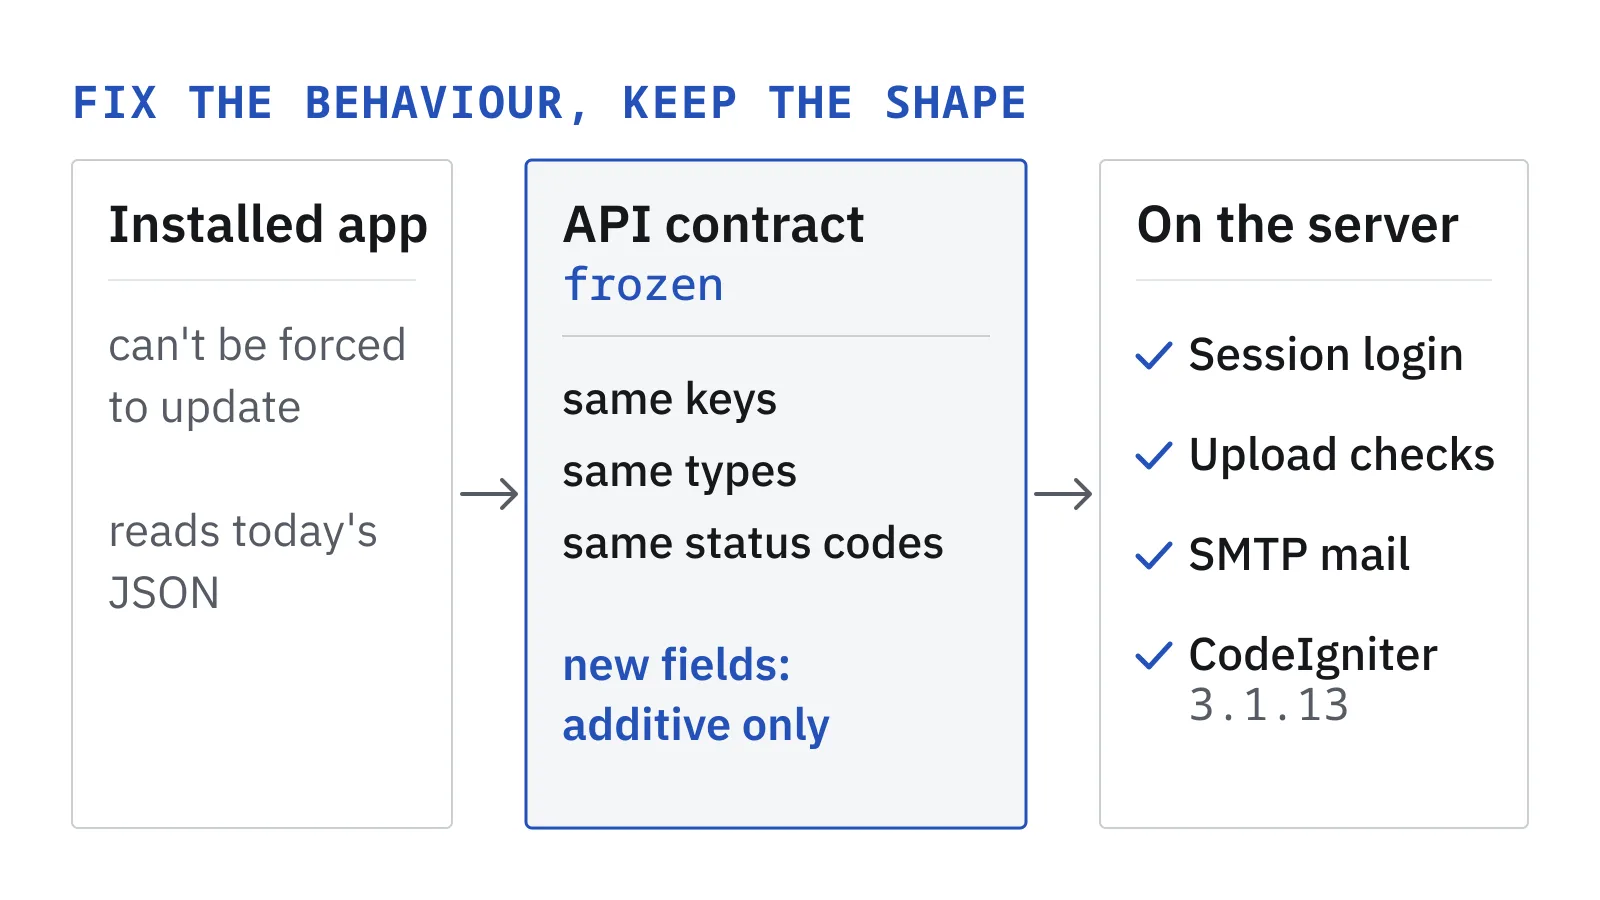 FIX THE BEHAVIOUR, KEEP THE SHAPE
Installed app
can't be forced
to update
reads today's
JSON
API contract
frozen
same keys
same types
same status codes
new fields:
additive only
On the server
Session login
Upload checks
SMTP mail
CodeIgniter
3.1.13